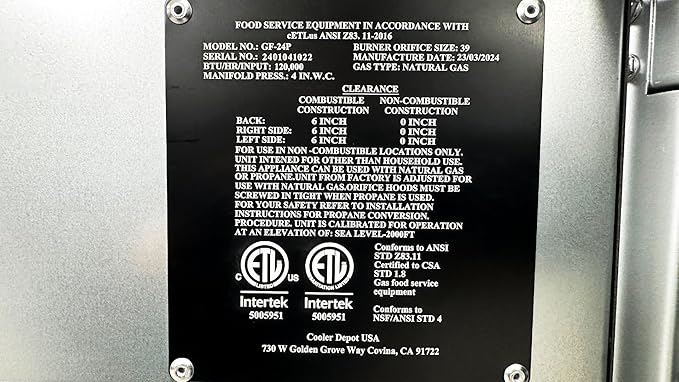 FOOD SERVICE EQUIPMENT IN ACCORDANCE WITH
cETLus ANSI Z83. 11-2016
MODEL NO: GF-24P BURNER ORIFICE SIZE: 39
SERIAL NO: 2401041022 MANUFACTURE DATE: 23/03/2024
BTU/HR/INPUT: 120,000 GAS TYPE: NATURAL GAS
MANIFOLD PRESS: 4 IN.W.C.
CLEARANCE
COMBUSTIBLE NON-COMBUSTIBLE
CONSTRUCTION CONSTRUCTION
BACK: 6 INCH 0 INCH
RIGHT SIDE: 6 INCH 0 INCH
LEFT SIDE: 6 INCH 0 INCH
FOR USE IN NON -COMBUSTIBLE LOCATIONS ONLY.
UNIT INTENED FOR OTHER THAN HOUSEHOLD USE.
THIS APPLIANCE CAN BE USED WITH NATURAL GAS
OR PROPANE.UNIT FROM FACTORY IS ADJUSTED FOR
USE WITH NATURAL GAS.ORIFICE HOODS MUST BE
SCREWED IN TIGHT WHEN PROPANE IS USED.
FOR YOUR SAFETY REFER TO INSTALLATION
INSTRUCTIONS FOR PROPANE CONVERSION.
PROCEDURE. UNIT IS CALIBRATED FOR OPERATION
AT AN ELEVATION OF: SEA LEVEL-2000FT
C ETL US
LISTED
Intertek
5005951
ETL
SANITATION LISTED
Intertek
5005951
Conforms to ANSI
STD Z83.11
Certified to CSA
STD 1.8
Gas food service
equipment
Conforms to
NSF/ANSI STD 4
Cooler Depot USA
730 W Golden Grove Way Covina, CA 91722